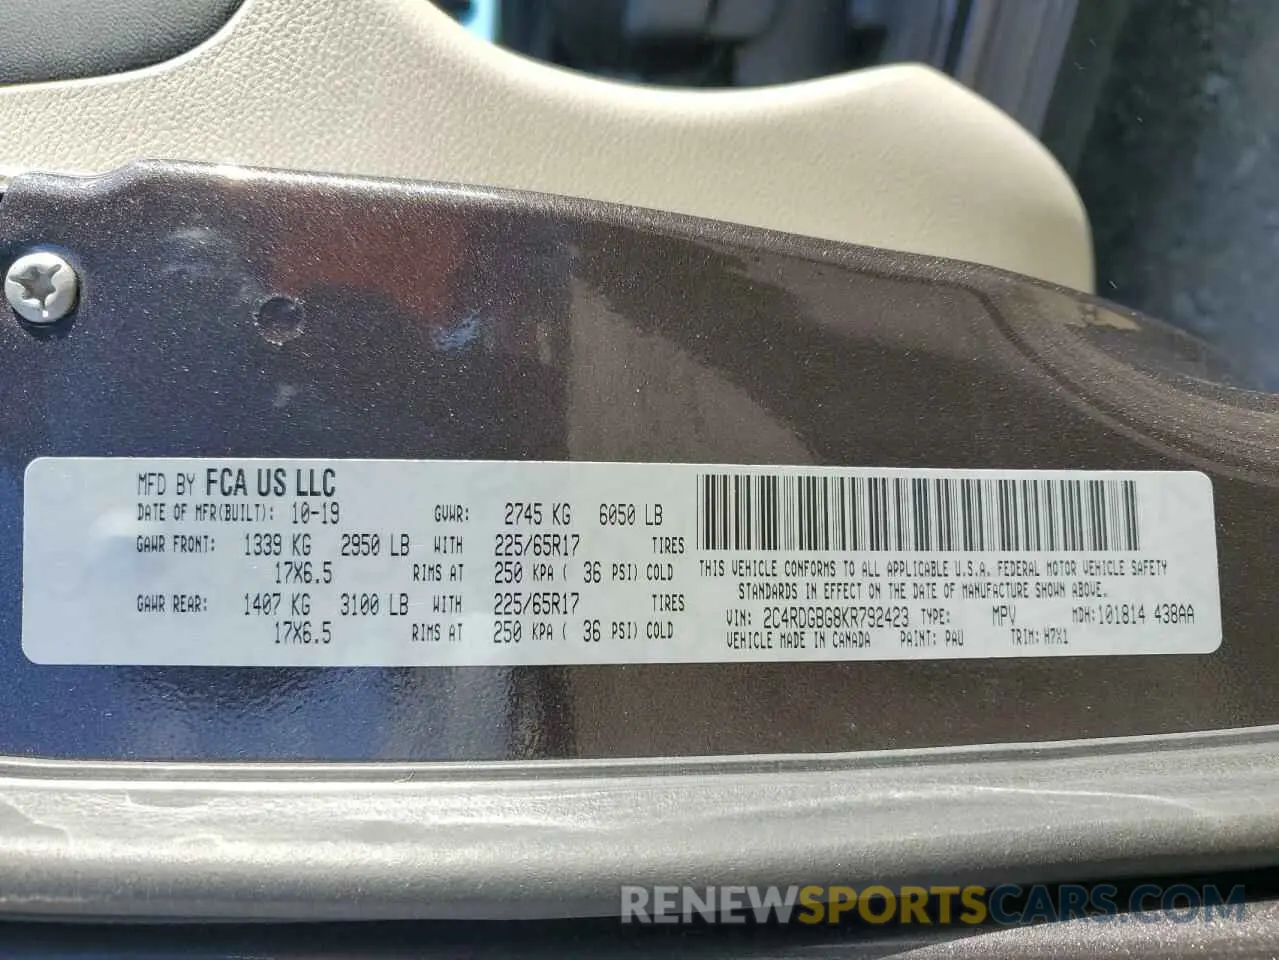 MFD BY FCA US LLC
DATE OF MFR(BUILT): 10-19 GVWR: 2745 KG 6050 LB
GAWR FRONT: 1339 KG 2950 LB WITH 225/65R17 TIRES
17X6.5 RIMS AT 250 KPA ( 36 PSI) COLD
GAWR REAR: 1407 KG 3100 LB WITH 225/65R17 TIRES
17X6.5 RIMS AT 250 KPA ( 36 PSI) COLD
THIS VEHICLE CONFORMS TO ALL APPLICABLE U.S.A. FEDERAL MOTOR VEHICLE SAFETY
STANDARDS IN EFFECT ON THE DATE OF MANUFACTURE SHOWN ABOVE.
VIN: 2C4RDGBG8KR792423 TYPE: MPV MDH:101814 438AA
VEHICLE MADE IN CANADA PAINT: PAU TRIM: H7X1
RENEWSPORTSCARS.COM